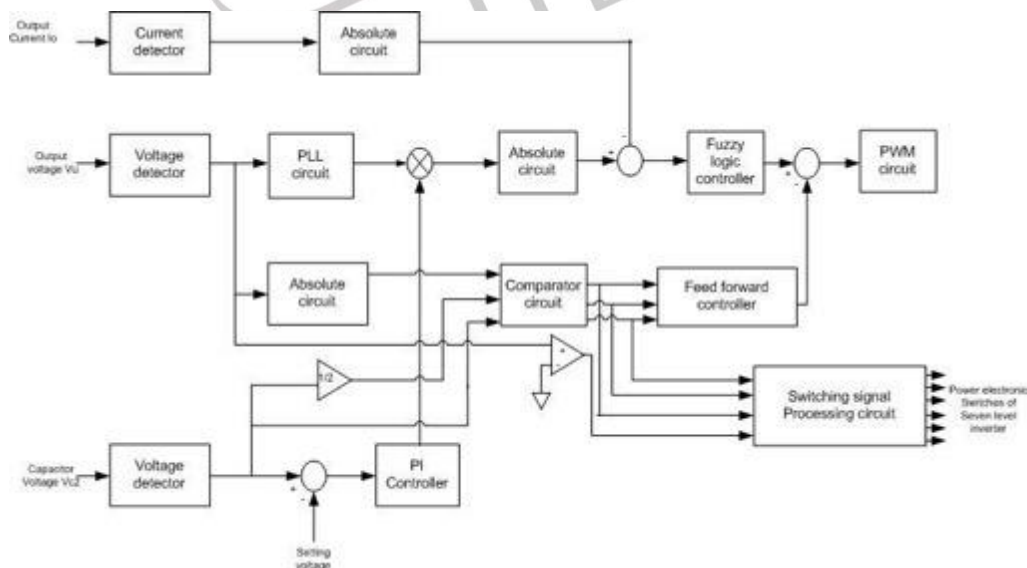 Output
Current Io
Current
detector
Absolute
circuit
Output
voltage Vu
Voltage
detector
PLL
circuit
Absolute
circuit
Fuzzy
logic
controller
PWM
circuit
-
+
+
-
Absolute
circuit
Comparator
circuit
Feed forward
controller
1/2
+
-
Switching signal
Processing circuit
Power electronic
Switches of
Seven level
inverter
Capacitor
Voltage Vc2
Voltage
detector
+
-
PI
Controller
Setting
voltage